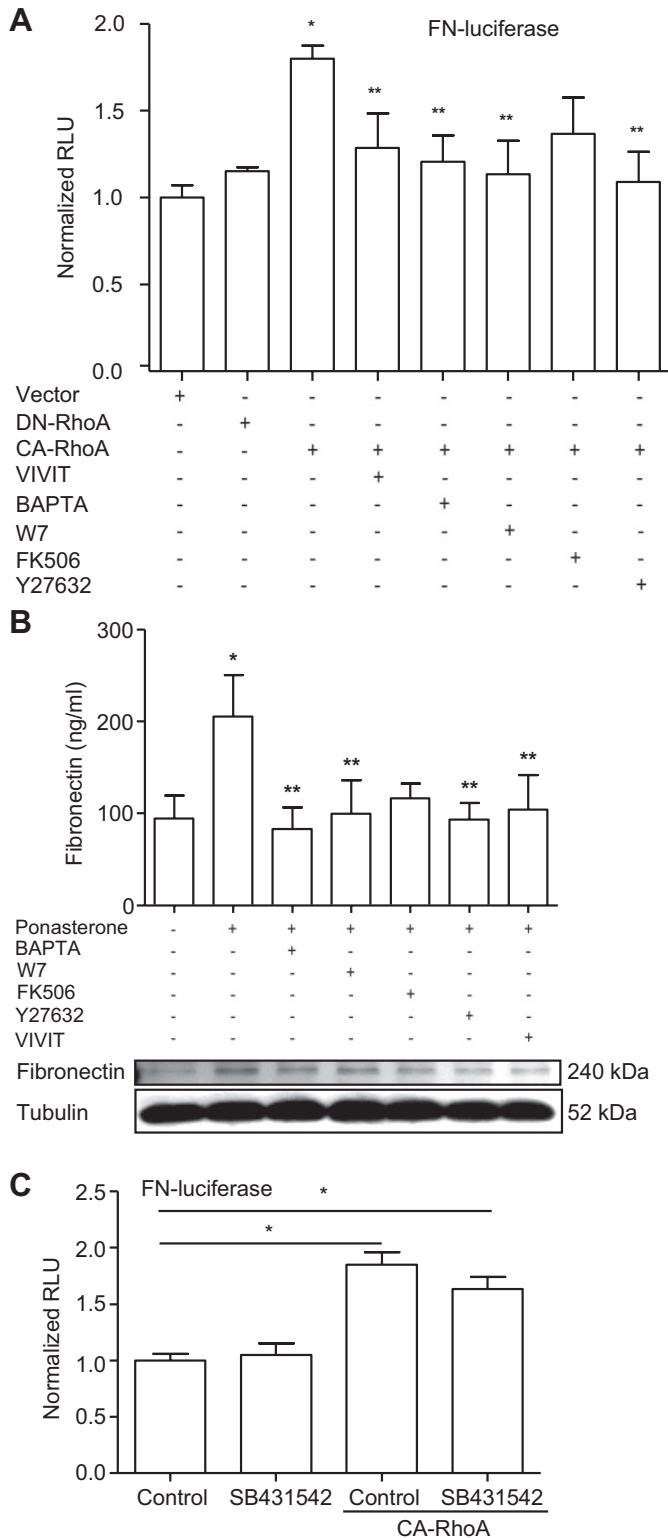 A
FN-luciferase
Normalized RLU
2.0
1.5
1.0
0.5
0.0
*
**
**
**
**
Vector + - - - - - - -
DN-RhoA - + - - - - - -
CA-RhoA - - + + + + + +
VIVIT - - - + - - - -
BAPTA - - - - + - - -
W7 - - - - - + - -
FK506 - - - - - - + -
Y27632 - - - - - - - +
B
Fibronectin (ng/ml)
300
200
100
0
*
**
**
**
**
Ponasterone - + + + + + +
BAPTA - - + - - - -
W7 - - - + - - -
FK506 - - - - + - -
Y27632 - - - - - + -
VIVIT - - - - - - +
Fibronectin 240 kDa
Tubulin 52 kDa
C
FN-luciferase
Normalized RLU
2.5
2.0
1.5
1.0
0.5
0.0
*
*
Control SB431542 Control SB431542
CA-RhoA